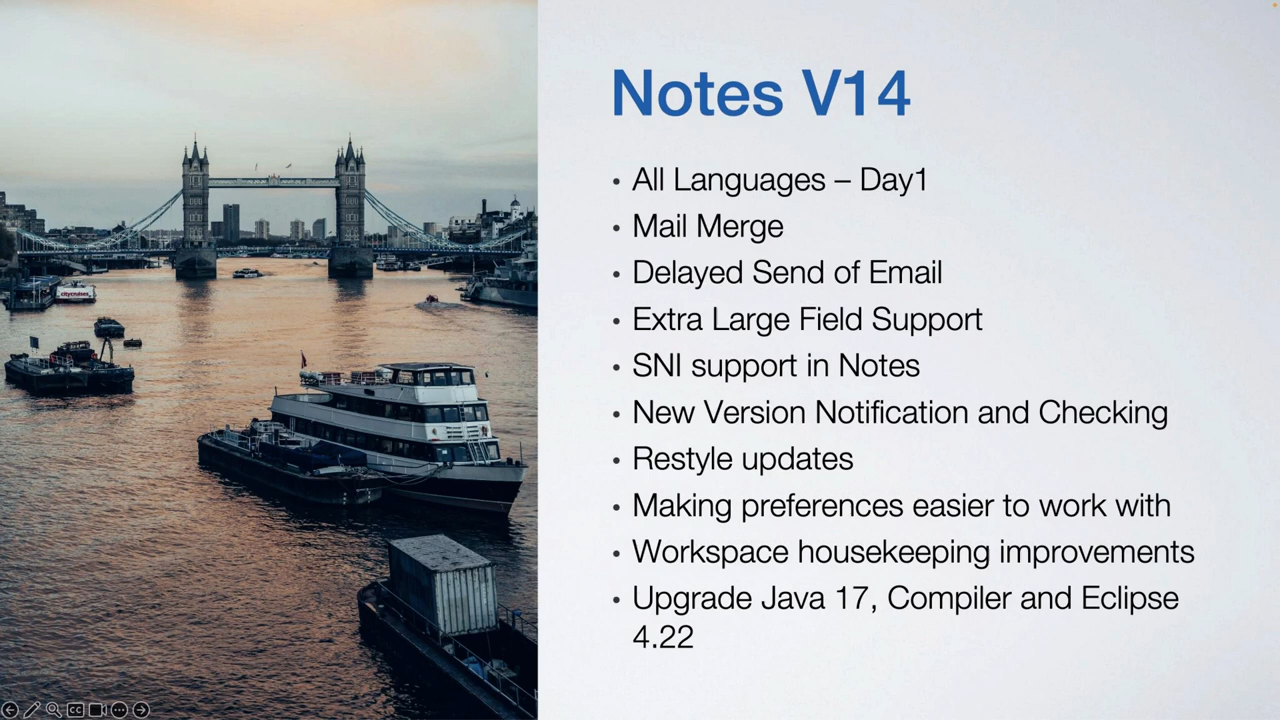 Notes V14
• All Languages – Day1
• Mail Merge
• Delayed Send of Email
• Extra Large Field Support
• SNI support in Notes
• New Version Notification and Checking
• Restyle updates
• Making preferences easier to work with
• Workspace housekeeping improvements
• Upgrade Java 17, Compiler and Eclipse
4.22
citycruises
CC